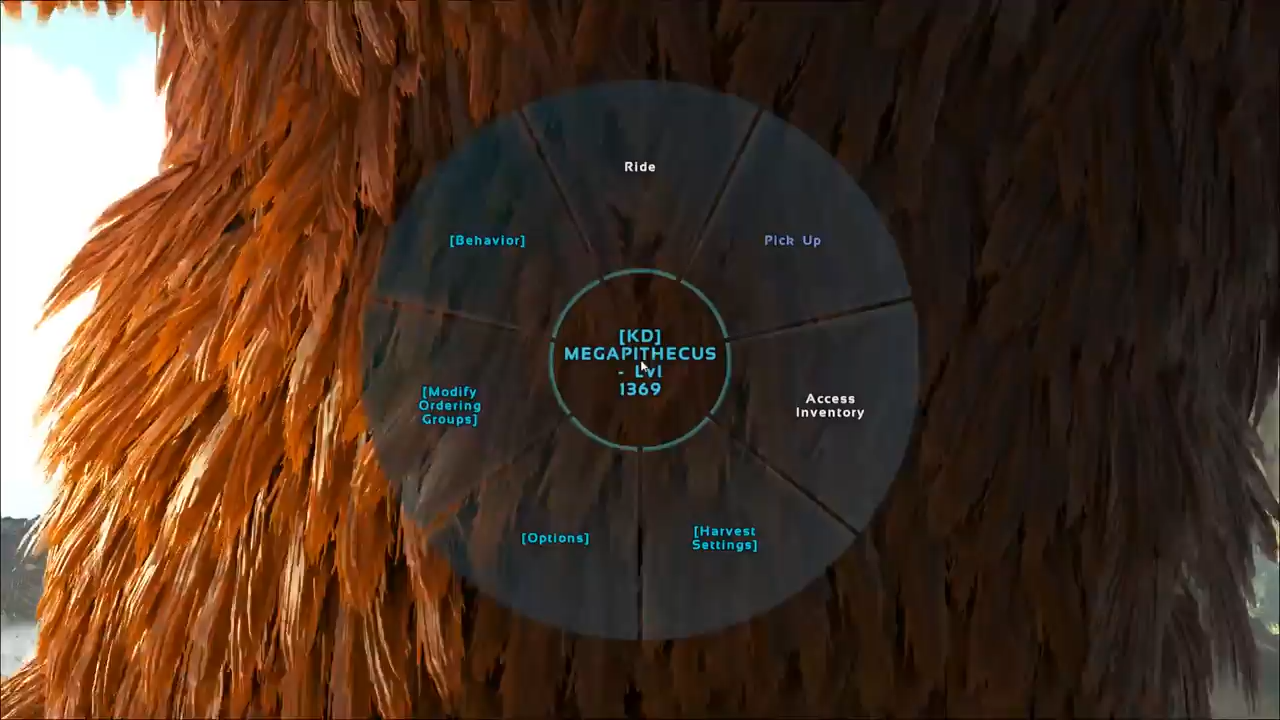 Ride
[Behavior]
Pick Up
[KD]
MEGAPITHECUS
- Lvl
1369
[Modify
Ordering
Groups]
Access
Inventory
[Options]
[Harvest
Settings]